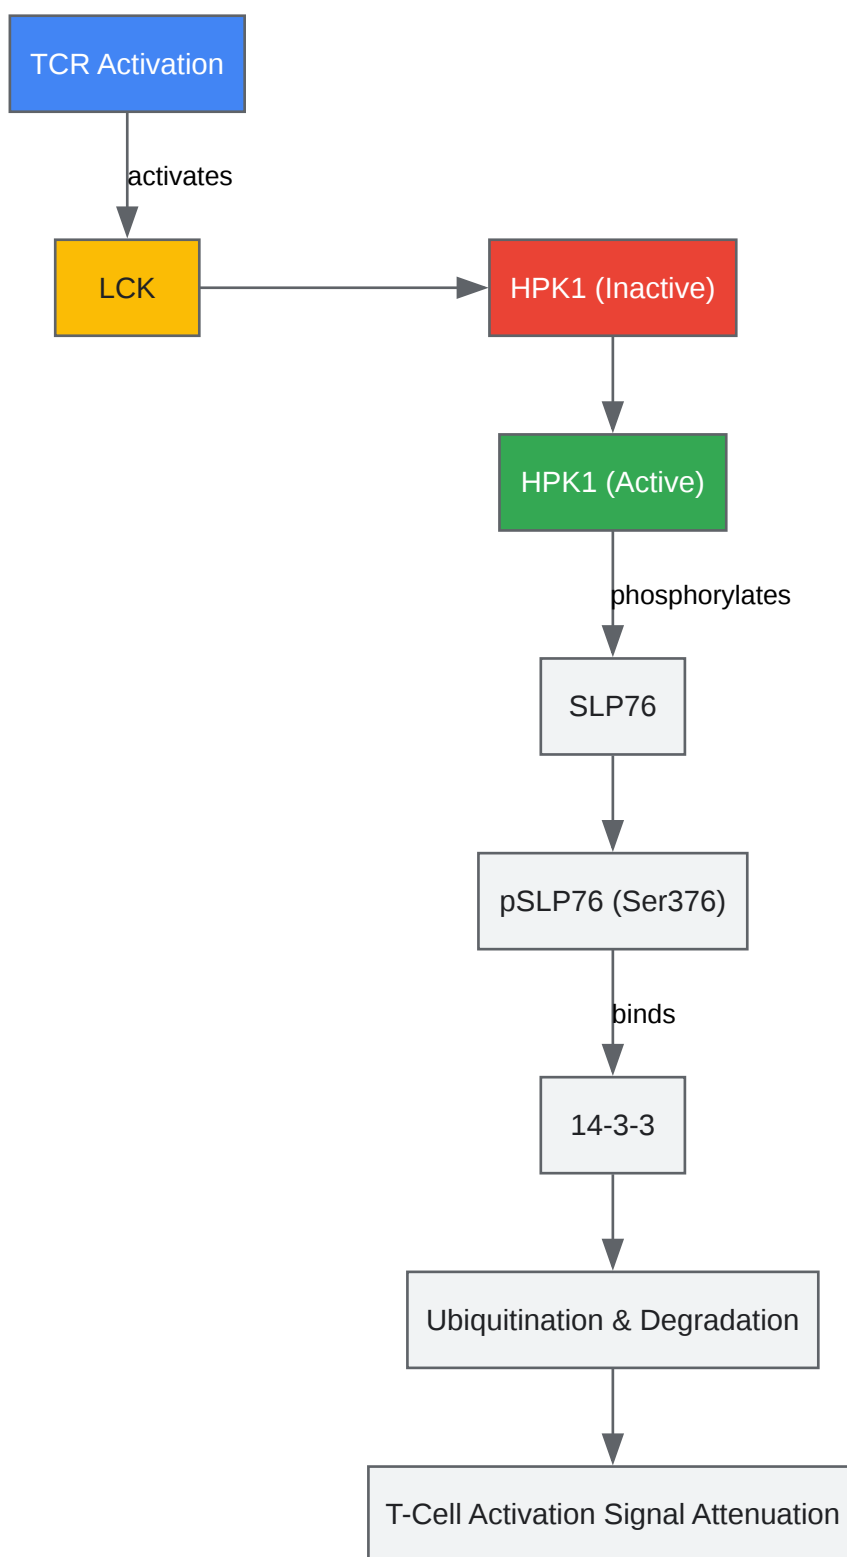 TCR Activation
activates
LCK
HPK1 (Inactive)
HPK1 (Active)
phosphorylates
SLP76
pSLP76 (Ser376)
binds
14-3-3
Ubiquitination & Degradation
T-Cell Activation Signal Attenuation